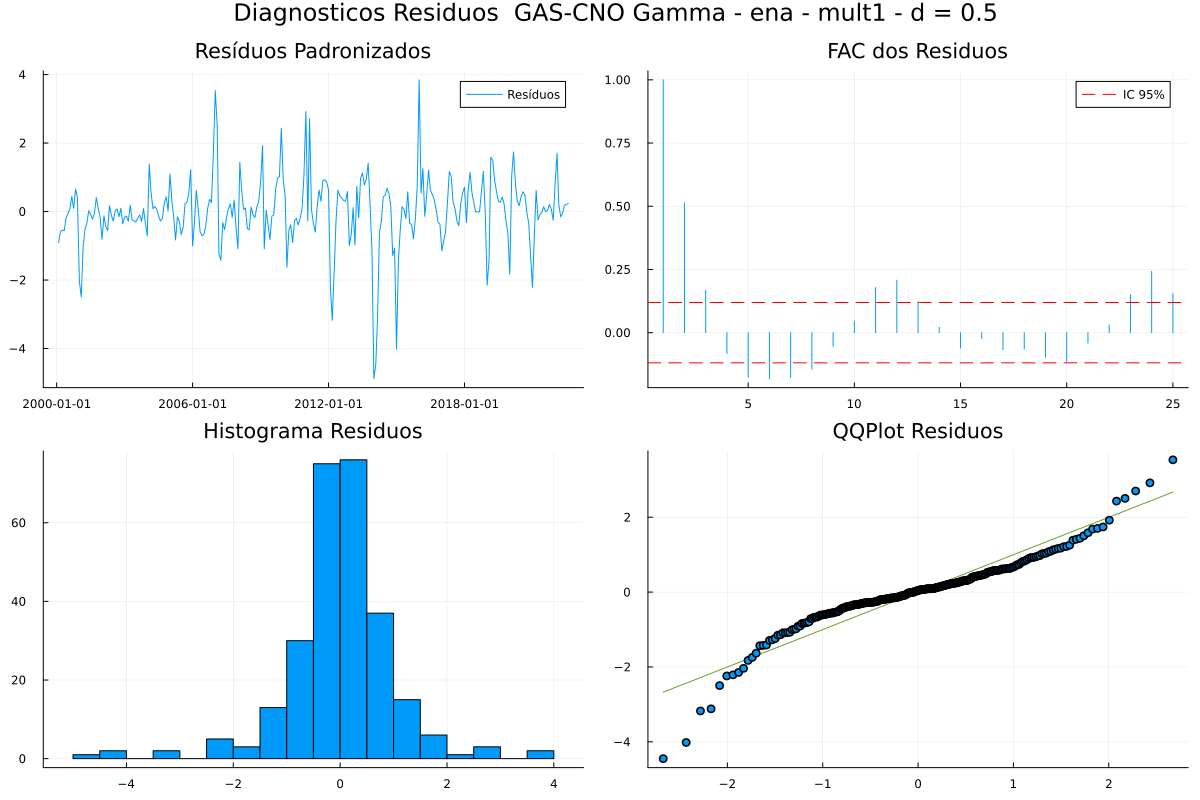 Diagnosticos Residuos  GAS-CNO Gamma - ena - mult1 - d = 0.5
Resíduos Padronizados
4
2
0
−2
−4
Resíduos
2000-01-01 2006-01-01 2012-01-01 2018-01-01
FAC dos Residuos
1.00
0.75
0.50
0.25
0.00
IC 95%
5 10 15 20 25
Histograma Residuos
60
40
20
0
−4 −2 0 2 4
QQPlot Residuos
2
0
−2
−4
−2 −1 0 1 2